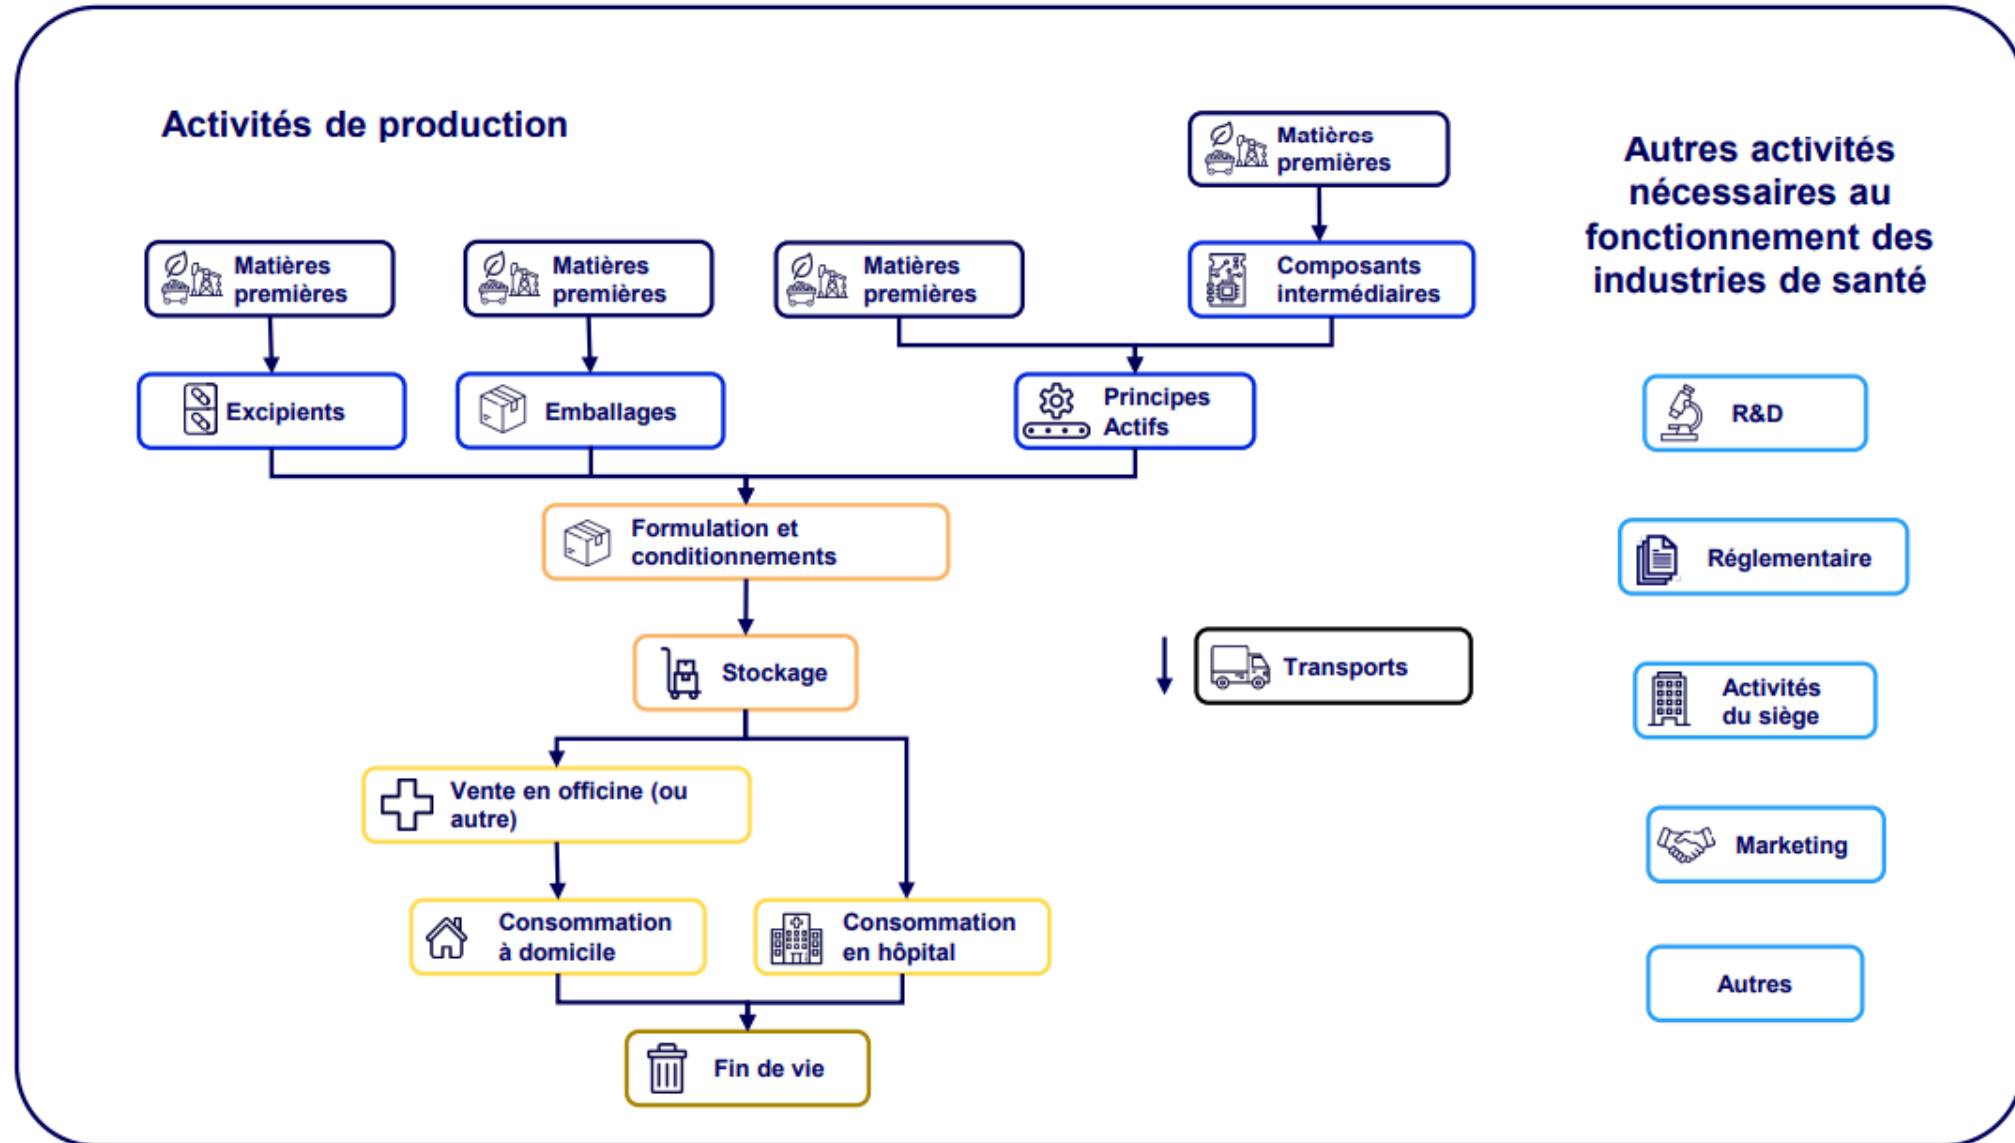 Activités de production
Matières
premières
Autres activités
nécessaires au
fonctionnement des
industries de santé
Matières
premières
Matières
premières
Matières
premières
Composants
intermédiaires
Excipients
Emballages
Principes
Actifs
R&D
Formulation et
conditionnements
Réglementaire
Stockage
Transports
Activités
du siège
Vente en officine (ou
autre)
Marketing
Consommation
à domicile
Consommation
en hôpital
Autres
Fin de vie